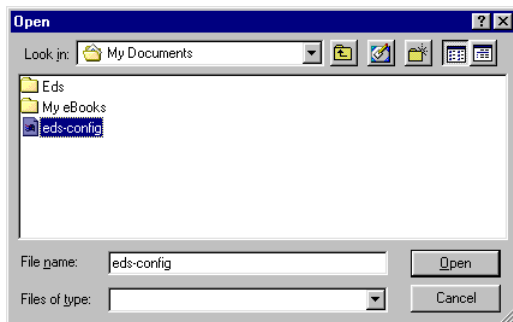 Open
Look in: My Documents
Eds
My eBooks
eds-config
File name: eds-config Open
Files of type: Cancel